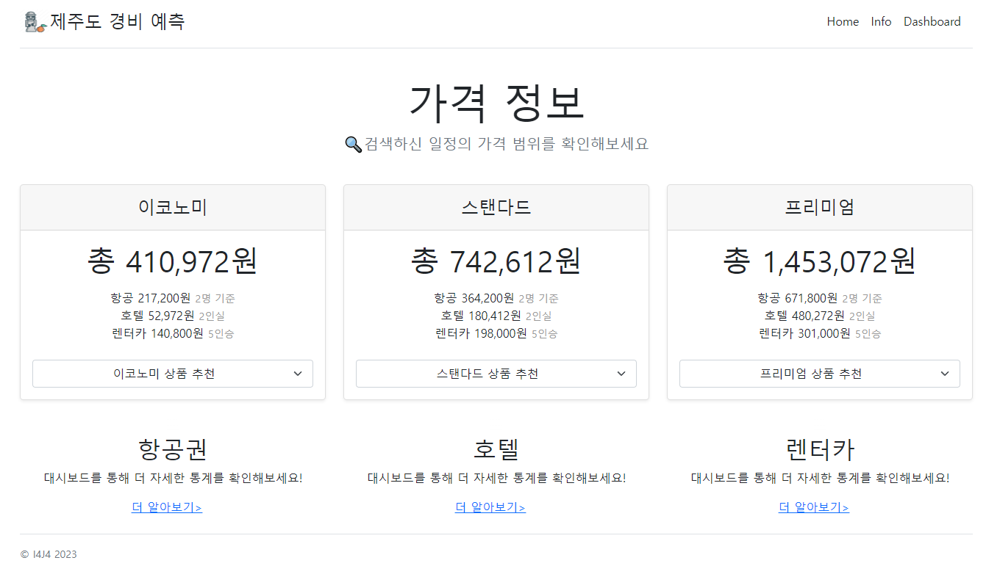 제주도 경비 예측
Home Info Dashboard
가격 정보
검색하신 일정의 가격 범위를 확인해보세요
이코노미
총 410,972원
항공 217,200원 2명 기준
호텔 52,972원 2인실
렌터카 140,800원 5인승
이코노미 상품 추천
스탠다드
총 742,612원
항공 364,200원 2명 기준
호텔 180,412원 2인실
렌터카 198,000원 5인승
스탠다드 상품 추천
프리미엄
총 1,453,072원
항공 671,800원 2명 기준
호텔 480,272원 2인실
렌터카 301,000원 5인승
프리미엄 상품 추천
항공권
대시보드를 통해 더 자세한 통계를 확인해보세요!
더 알아보기>
호텔
대시보드를 통해 더 자세한 통계를 확인해보세요!
더 알아보기>
렌터카
대시보드를 통해 더 자세한 통계를 확인해보세요!
더 알아보기>
© I4J4 2023